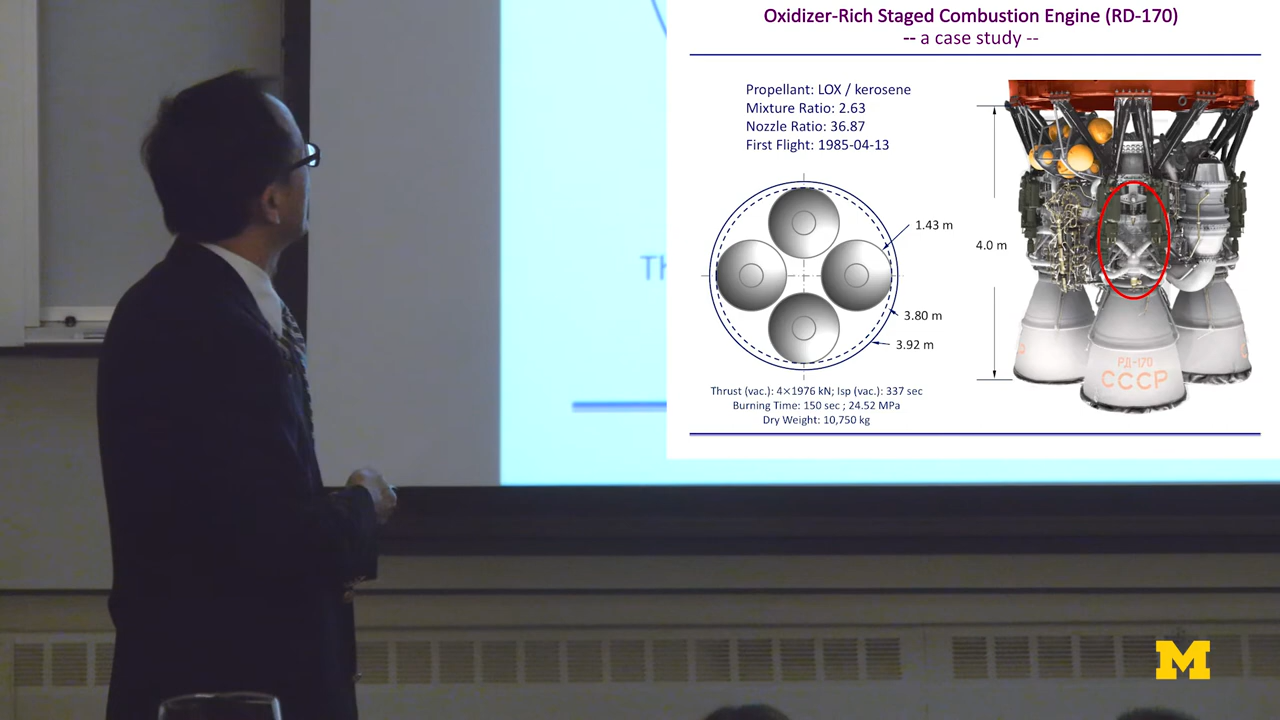 Oxidizer-Rich Staged Combustion Engine (RD-170)
-- a case study --
Propellant: LOX / kerosene
Mixture Ratio: 2.63
Nozzle Ratio: 36.87
First Flight: 1985-04-13
1.43 m
3.80 m
3.92 m
4.0 m
РД-170
СССР
Thrust (vac.): 4×1976 kN; Isp (vac.): 337 sec
Burning Time: 150 sec ; 24.52 MPa
Dry Weight: 10,750 kg
Th
M